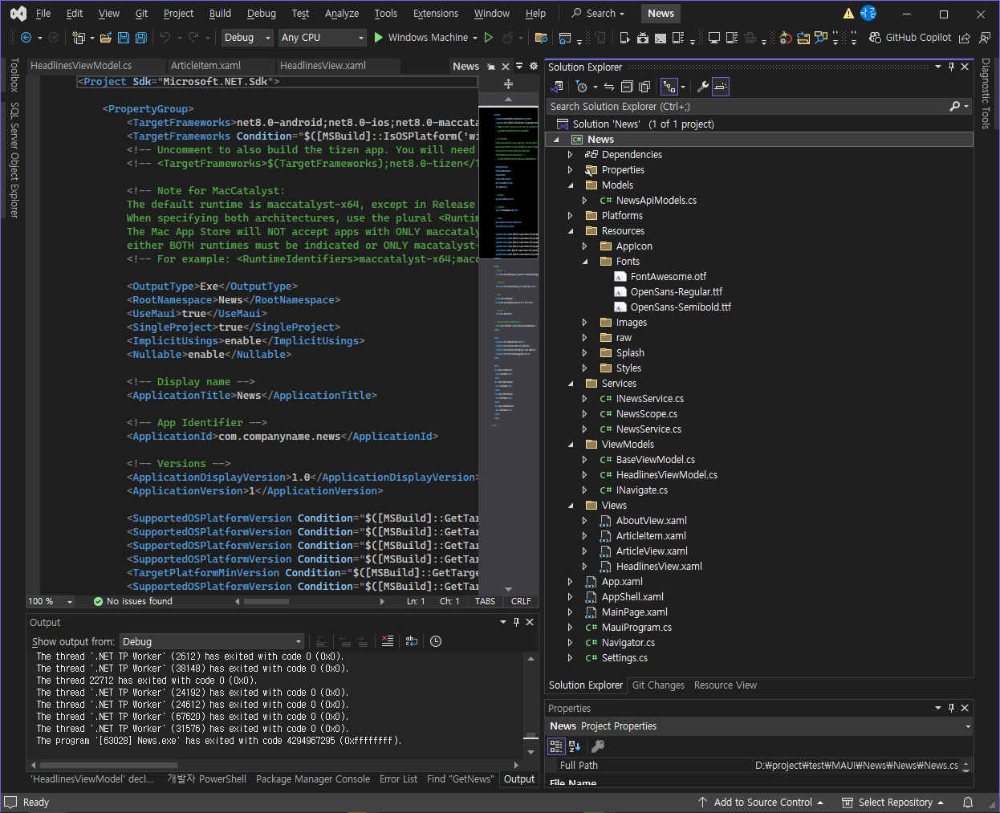 File Edit View Git Project Build Debug Test Analyze Tools Extensions Window Help Search News
Debug Any CPU Windows Machine GitHub Copilot
Toolbox
SQL Server Object Explorer
HeadlinesViewModel.cs ArticleItem.xaml HeadlinesView.xaml News
<Project Sdk="Microsoft.NET.Sdk">
<PropertyGroup>
<TargetFrameworks>net8.0-android;net8.0-ios;net8.0-maccata
<TargetFrameworks Condition="$([MSBuild]::IsOSPlatform('wi
<!-- Uncomment to also build the tizen app. You will need
<!-- <TargetFrameworks>$(TargetFrameworks);net8.0-tizen</T
<!-- Note for MacCatalyst:
The default runtime is maccatalyst-x64, except in Release
When specifying both architectures, use the plural <Runtim
The Mac App Store will NOT accept apps with ONLY maccataly
either BOTH runtimes must be indicated or ONLY macatalyst-
<!-- For example: <RuntimeIdentifiers>maccatalyst-x64;macc
<OutputType>Exe</OutputType>
<RootNamespace>News</RootNamespace>
<UseMaui>true</UseMaui>
<SingleProject>true</SingleProject>
<ImplicitUsings>enable</ImplicitUsings>
<Nullable>enable</Nullable>
<!-- Display name -->
<ApplicationTitle>News</ApplicationTitle>
<!-- App Identifier -->
<ApplicationId>com.companyname.news</ApplicationId>
<!-- Versions -->
<ApplicationDisplayVersion>1.0</ApplicationDisplayVersion>
<ApplicationVersion>1</ApplicationVersion>
<SupportedOSPlatformVersion Condition="$([MSBuild]::GetTar
<SupportedOSPlatformVersion Condition="$([MSBuild]::GetTar
<SupportedOSPlatformVersion Condition="$([MSBuild]::GetTar
<SupportedOSPlatformVersion Condition="$([MSBuild]::GetTar
<TargetPlatformMinVersion Condition="$([MSBuild]::GetTarge
<SupportedOSPlatformVersion Condition="$([MSBuild]::GetTar
100 % No issues found Ln: 1 Ch: 1 TABS CRLF
Output
Show output from: Debug
The thread '.NET TP Worker' (2612) has exited with code 0 (0x0).
The thread '.NET TP Worker' (38148) has exited with code 0 (0x0).
The thread 22712 has exited with code 0 (0x0).
The thread '.NET TP Worker' (24192) has exited with code 0 (0x0).
The thread '.NET TP Worker' (24612) has exited with code 0 (0x0).
The thread '.NET TP Worker' (67620) has exited with code 0 (0x0).
The thread '.NET TP Worker' (31576) has exited with code 0 (0x0).
The program '[63028] News.exe' has exited with code 4294967295 (0xffffffff).
'HeadlinesViewModel' decl... 개발자 PowerShell Package Manager Console Error List Find "GetNews" Output
Solution Explorer
Search Solution Explorer (Ctrl+;)
Solution 'News' (1 of 1 project)
C# News
Dependencies
Properties
Models
C# NewsApiModels.cs
Platforms
Resources
AppIcon
Fonts
FontAwesome.otf
OpenSans-Regular.ttf
OpenSans-Semibold.ttf
Images
raw
Splash
Styles
Services
C# INewsService.cs
C# NewsScope.cs
C# NewsService.cs
ViewModels
C# BaseViewModel.cs
C# HeadlinesViewModel.cs
C# INavigate.cs
Views
AboutView.xaml
ArticleItem.xaml
ArticleView.xaml
HeadlinesView.xaml
App.xaml
AppShell.xaml
MainPage.xaml
C# MauiProgram.cs
C# Navigator.cs
C# Settings.cs
Solution Explorer Git Changes Resource View
Properties
News Project Properties
Full Path D:₩project₩test₩MAUI₩News₩News₩News.cs
File Name
Diagnostic Tools
Ready Add to Source Control Select Repository